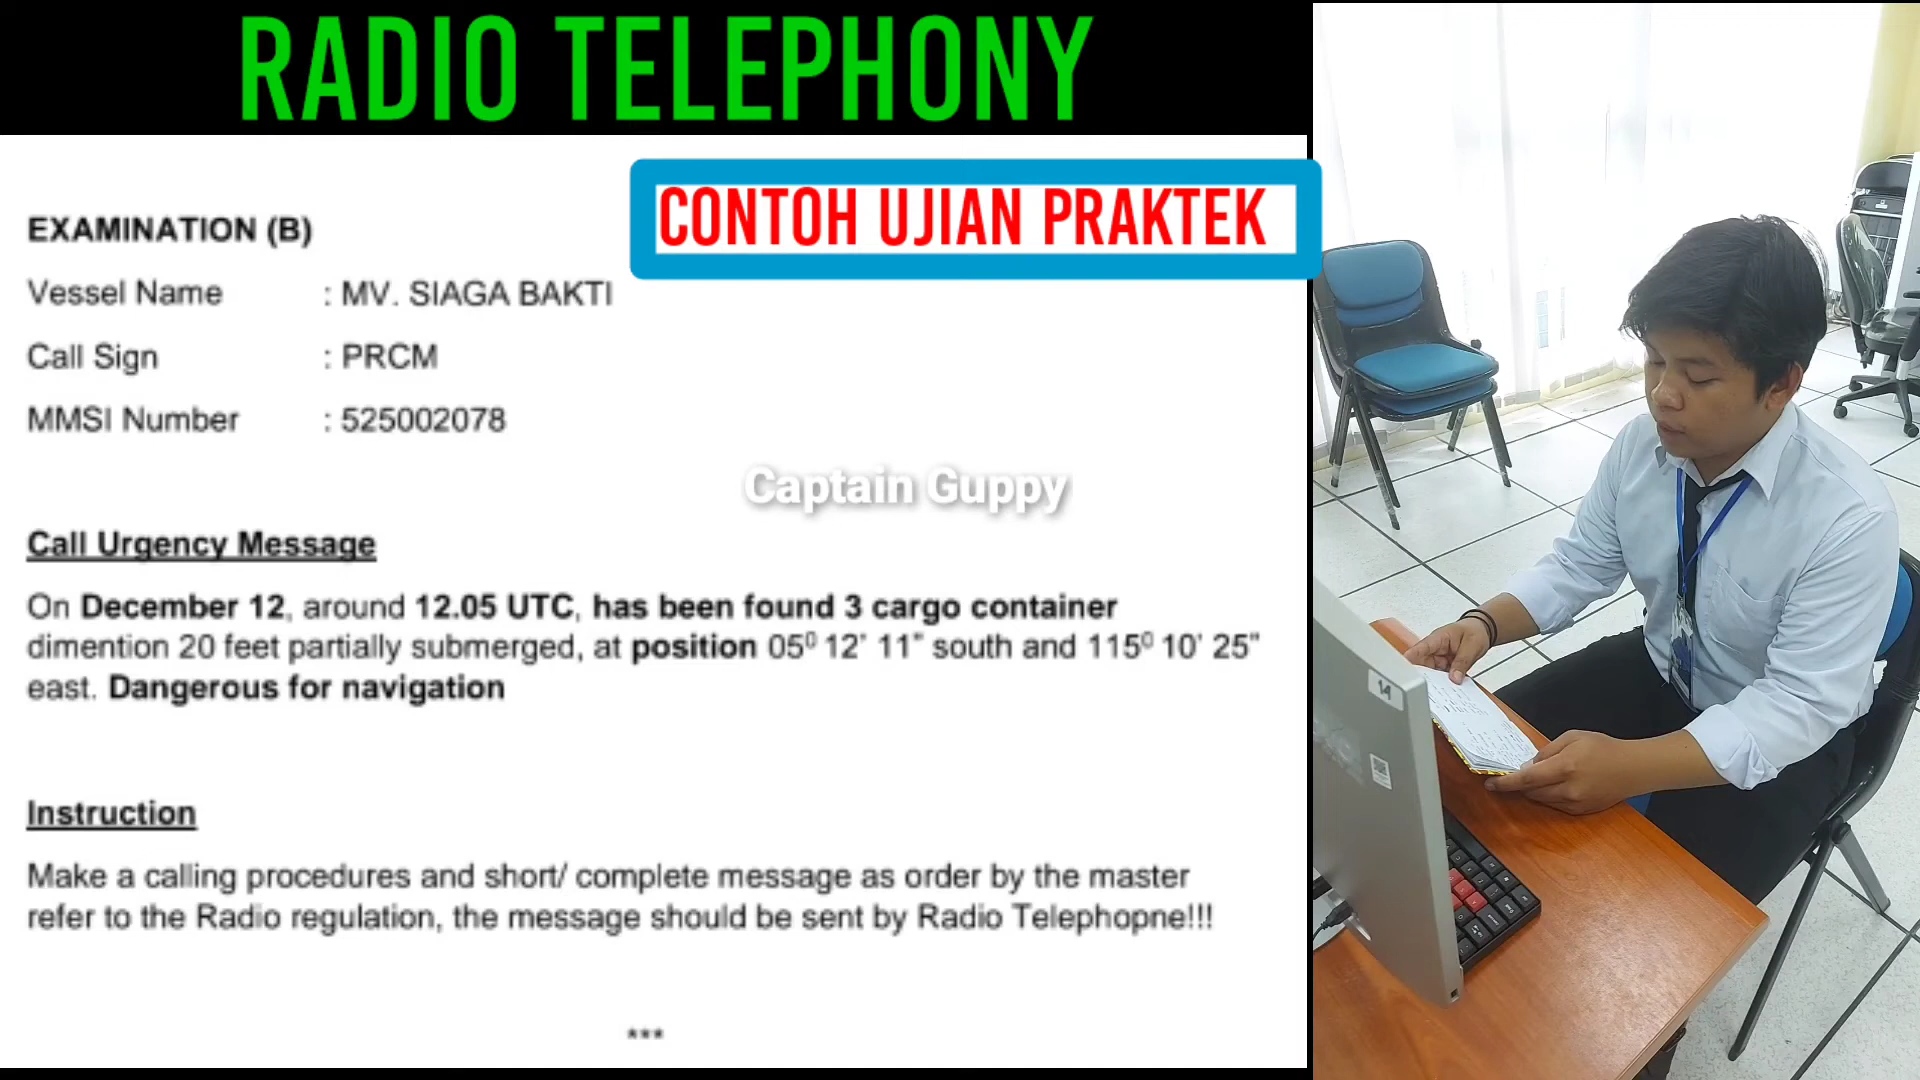 RADIO TELEPHONY
CONTOH UJIAN PRAKTEK
EXAMINATION (B)
Vessel Name : MV. SIAGA BAKTI
Call Sign : PRCM
MMSI Number : 525002078
Captain Guppy
Call Urgency Message
On December 12, around 12.05 UTC, has been found 3 cargo container
dimention 20 feet partially submerged, at position 05⁰ 12' 11" south and 115⁰ 10' 25"
east. Dangerous for navigation
Instruction
Make a calling procedures and short/ complete message as order by the master
refer to the Radio regulation, the message should be sent by Radio Telephopne!!!
***
19